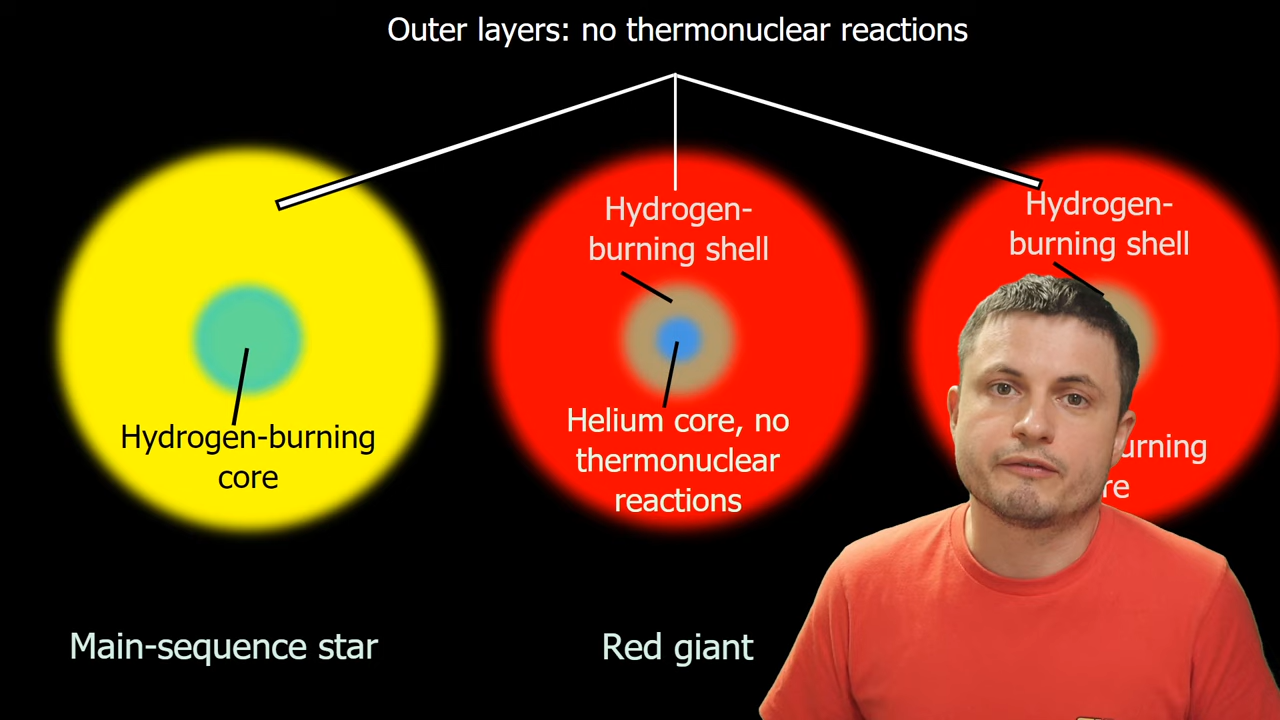 Outer layers: no thermonuclear reactions
Hydrogen-
burning shell
Hydrogen-
burning shell
Hydrogen-burning
core
Helium core, no
thermonuclear
reactions
Main-sequence star
Red giant